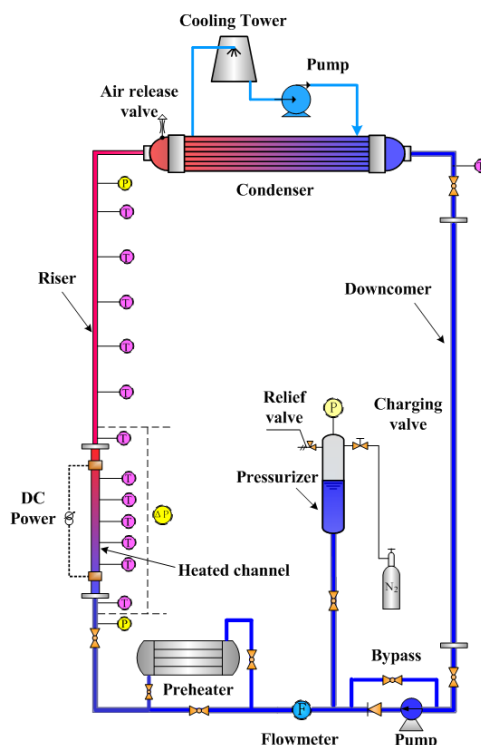 Cooling Tower
Pump
Air release
valve
Condenser
T
P
T
T
Riser
T
Downcomer
T
T
P
Relief
valve
Charging
valve
T
Pressurizer
T
DC
Power
T
ΔP
T
T
T
Heated channel
N₂
T
P
Bypass
Preheater
F
Flowmeter
Pump